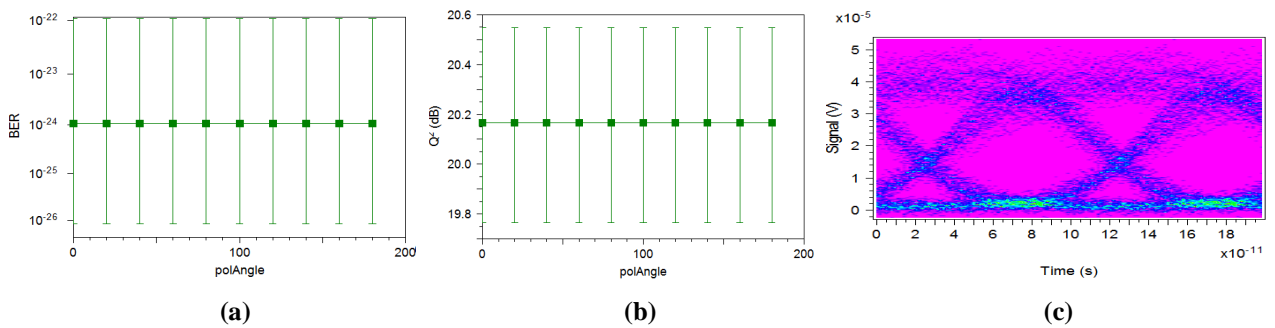 10⁻²²
10⁻²³
10⁻²⁴
10⁻²⁵
10⁻²⁶
BER
0 100 200
polAngle
(a)
20.6
20.4
20.2
20.0
19.8
Q² (dB)
0 100 200
polAngle
(b)
x10⁻⁵
5
4
3
2
1
0
Signal (V)
0 2 4 6 8 10 12 14 16 18
x10⁻¹¹
Time (s)
(c)